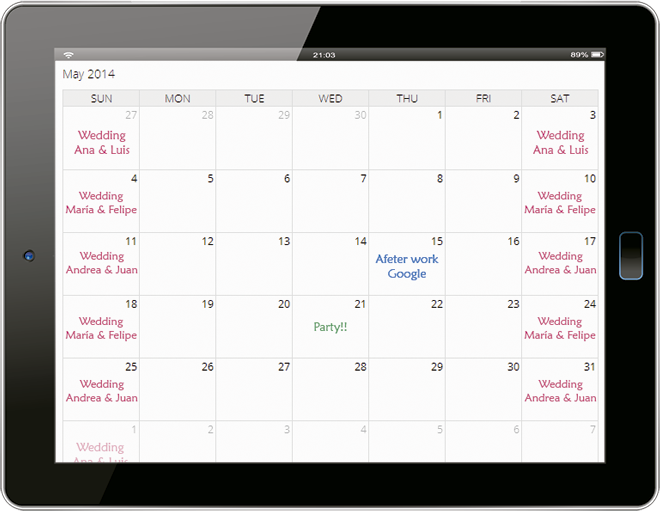 21:03
89%
May 2014
SUN MON TUE WED THU FRI SAT
27 28 29 30 1 2 3
Wedding Wedding
Ana & Luis Ana & Luis
4 5 6 7 8 9 10
Wedding Wedding
María & Felipe María & Felipe
11 12 13 14 15 16 17
Wedding Afeter work Wedding
Andrea & Juan Google Andrea & Juan
18 19 20 21 22 23 24
Wedding Party!! Wedding
María & Felipe María & Felipe
25 26 27 28 29 30 31
Wedding Wedding
Andrea & Juan Andrea & Juan
1 2 3 4 5 6 7
Wedding
Ana & Luis